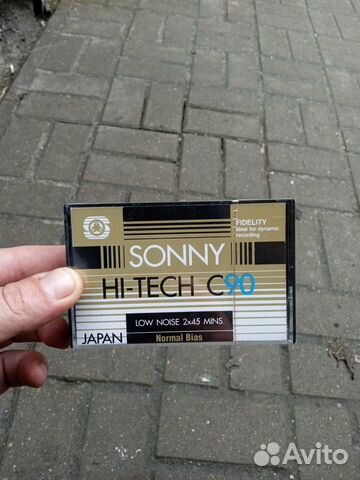 FIDELITY
Ideal for dynamic
recording
SONNY
HI-TECH C90
LOW NOISE 2x45 MINS.
JAPAN
Normal Bias
Avito